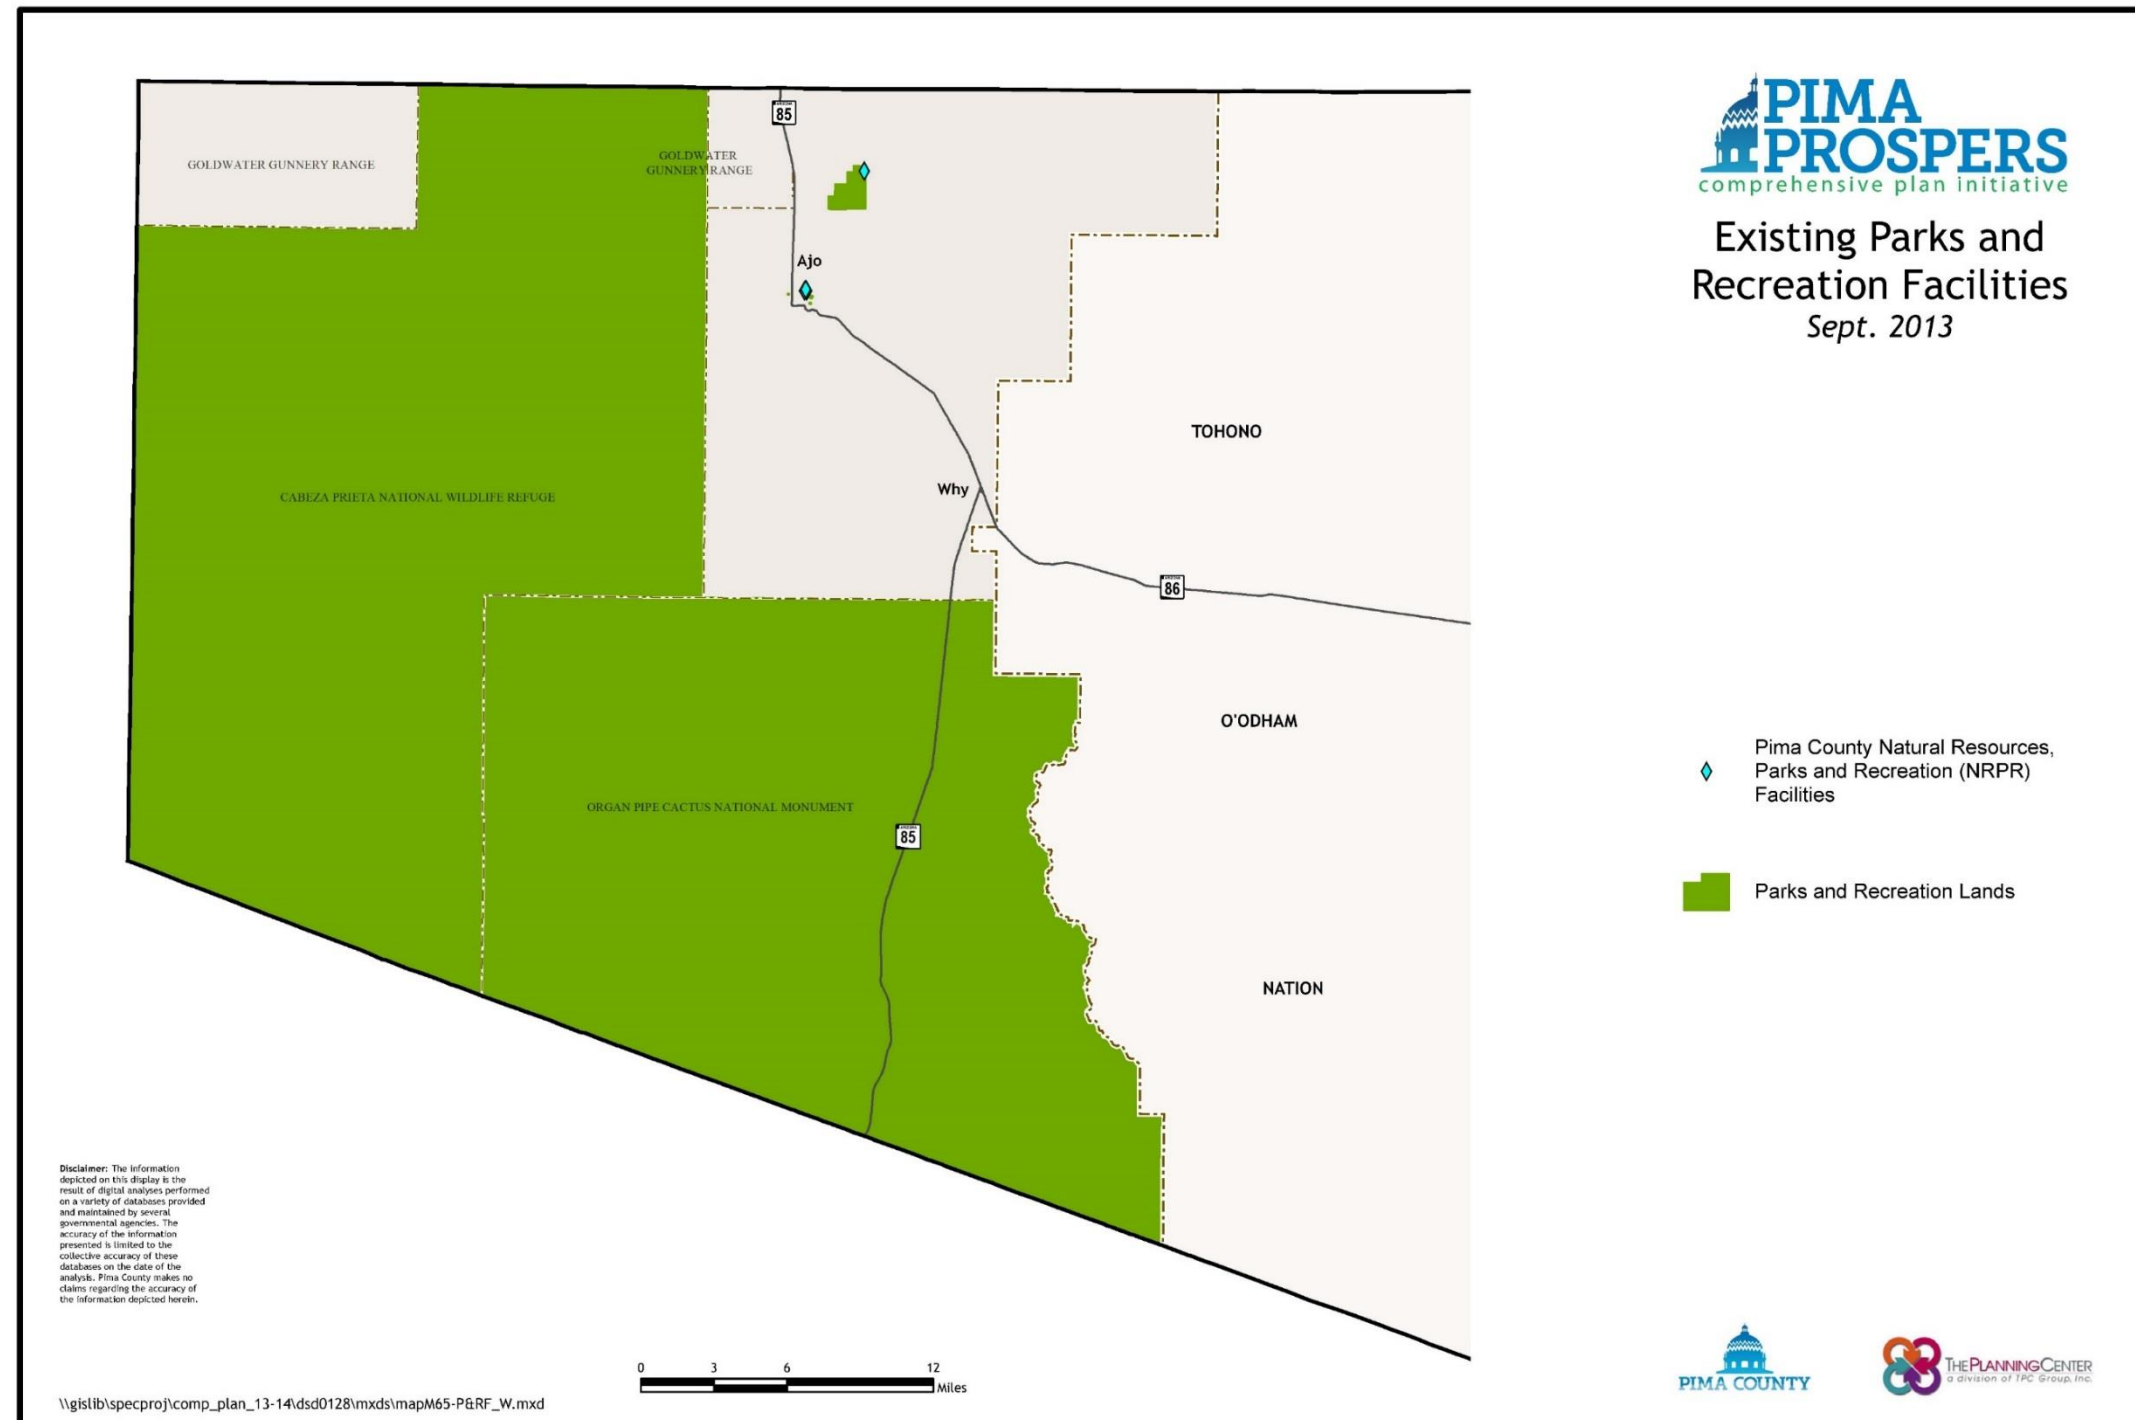 PIMA
PROSPERS
comprehensive plan initiative
Existing Parks and
Recreation Facilities
Sept. 2013
85
GOLDWATER GUNNERY RANGE
GOLDWATER
GUNNERY RANGE
Ajo
TOHONO
Why
CABEZA PRIETA NATIONAL WILDLIFE REFUGE
86
O'ODHAM
ORGAN PIPE CACTUS NATIONAL MONUMENT
85
NATION
Pima County Natural Resources,
Parks and Recreation (NRPR)
Facilities
Parks and Recreation Lands
Disclaimer: The information
depicted on this display is the
result of digital analyses performed
on a variety of databases provided
and maintained by several
governmental agencies. The
accuracy of the information
presented is limited to the
collective accuracy of these
databases on the date of the
analysis. Pima County makes no
claims regarding the accuracy of
the information depicted herein.
0 3 6 12
Miles
\\gislib\specproj\comp_plan_13-14\dsd0128\mxds\mapM65-P&RF_W.mxd
PIMA COUNTY
THE PLANNING CENTER
a division of TPC Group, Inc.